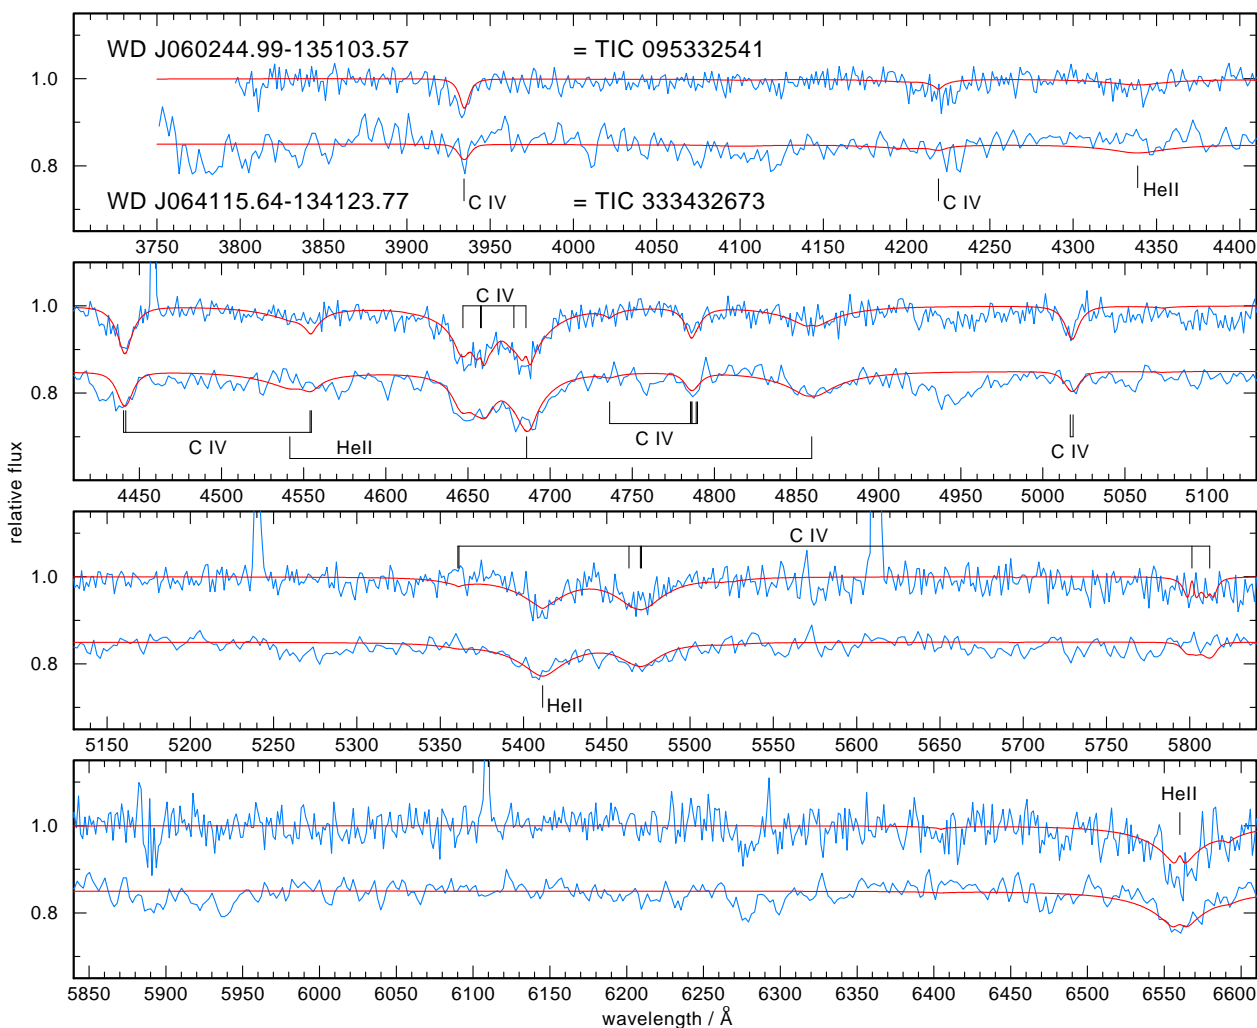 WD J060244.99-135103.57 = TIC 095332541
1.0
0.8
WD J064115.64-134123.77 = TIC 333432673
C IV C IV HeII
3750 3800 3850 3900 3950 4000 4050 4100 4150 4200 4250 4300 4350 4400
C IV
1.0
0.8
C IV HeII C IV C IV
4450 4500 4550 4600 4650 4700 4750 4800 4850 4900 4950 5000 5050 5100
relative flux
C IV
1.0
0.8
HeII
5150 5200 5250 5300 5350 5400 5450 5500 5550 5600 5650 5700 5750 5800
HeII
1.0
0.8
5850 5900 5950 6000 6050 6100 6150 6200 6250 6300 6350 6400 6450 6500 6550 6600
wavelength / Å